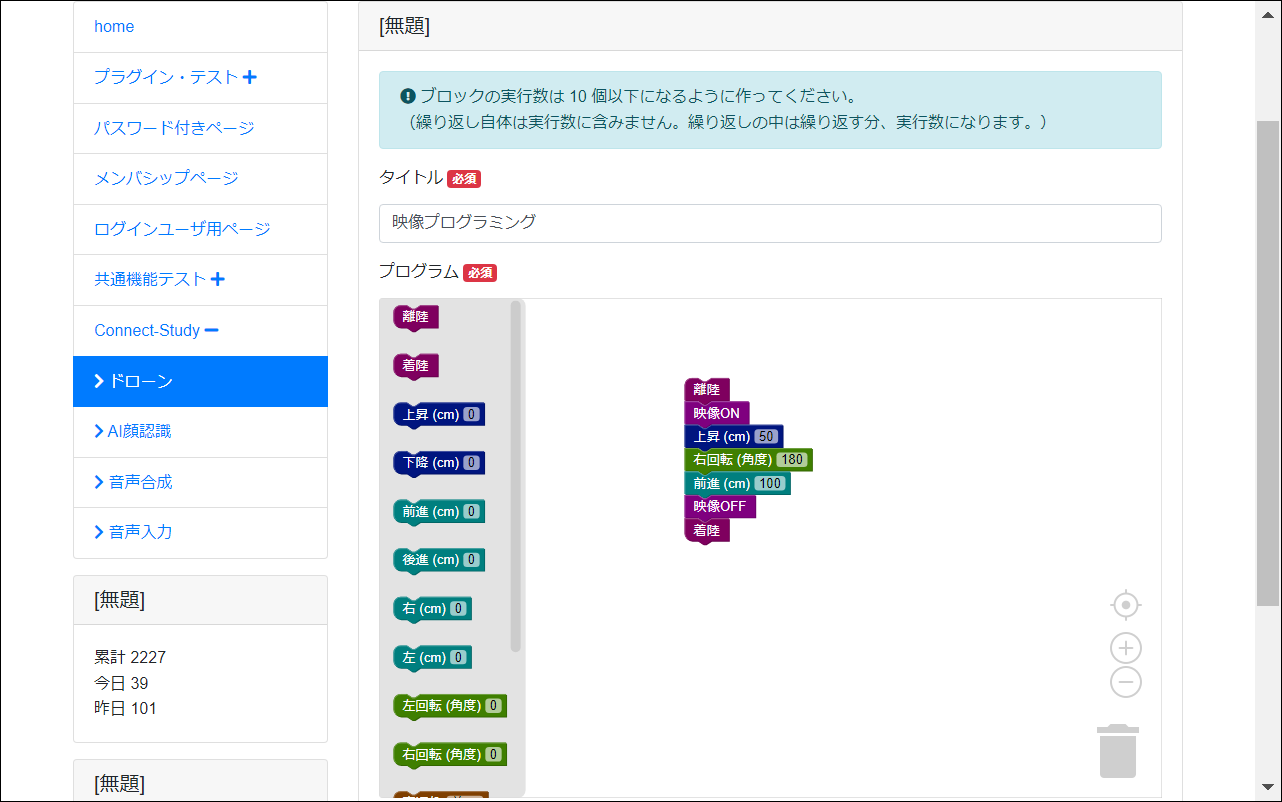 home
プラグイン・テスト
パスワード付きページ
メンバシップページ
ログインユーザ用ページ
共通機能テスト
Connect-Study
ドローン
AI顔認識
音声合成
音声入力
[無題]
累計 2227
今日 39
昨日 101
[無題]
[無題]
ブロックの実行数は 10 個以下になるように作ってください。
（繰り返し自体は実行数に含みません。繰り返しの中は繰り返す分、実行数になります。）
タイトル 必須
映像プログラミング
プログラム 必須
離陸
着陸
上昇 (cm) 0
下降 (cm) 0
前進 (cm) 0
後進 (cm) 0
右 (cm) 0
左 (cm) 0
左回転 (角度) 0
右回転 (角度) 0
離陸
映像ON
上昇 (cm) 50
右回転 (角度) 180
前進 (cm) 100
映像OFF
着陸